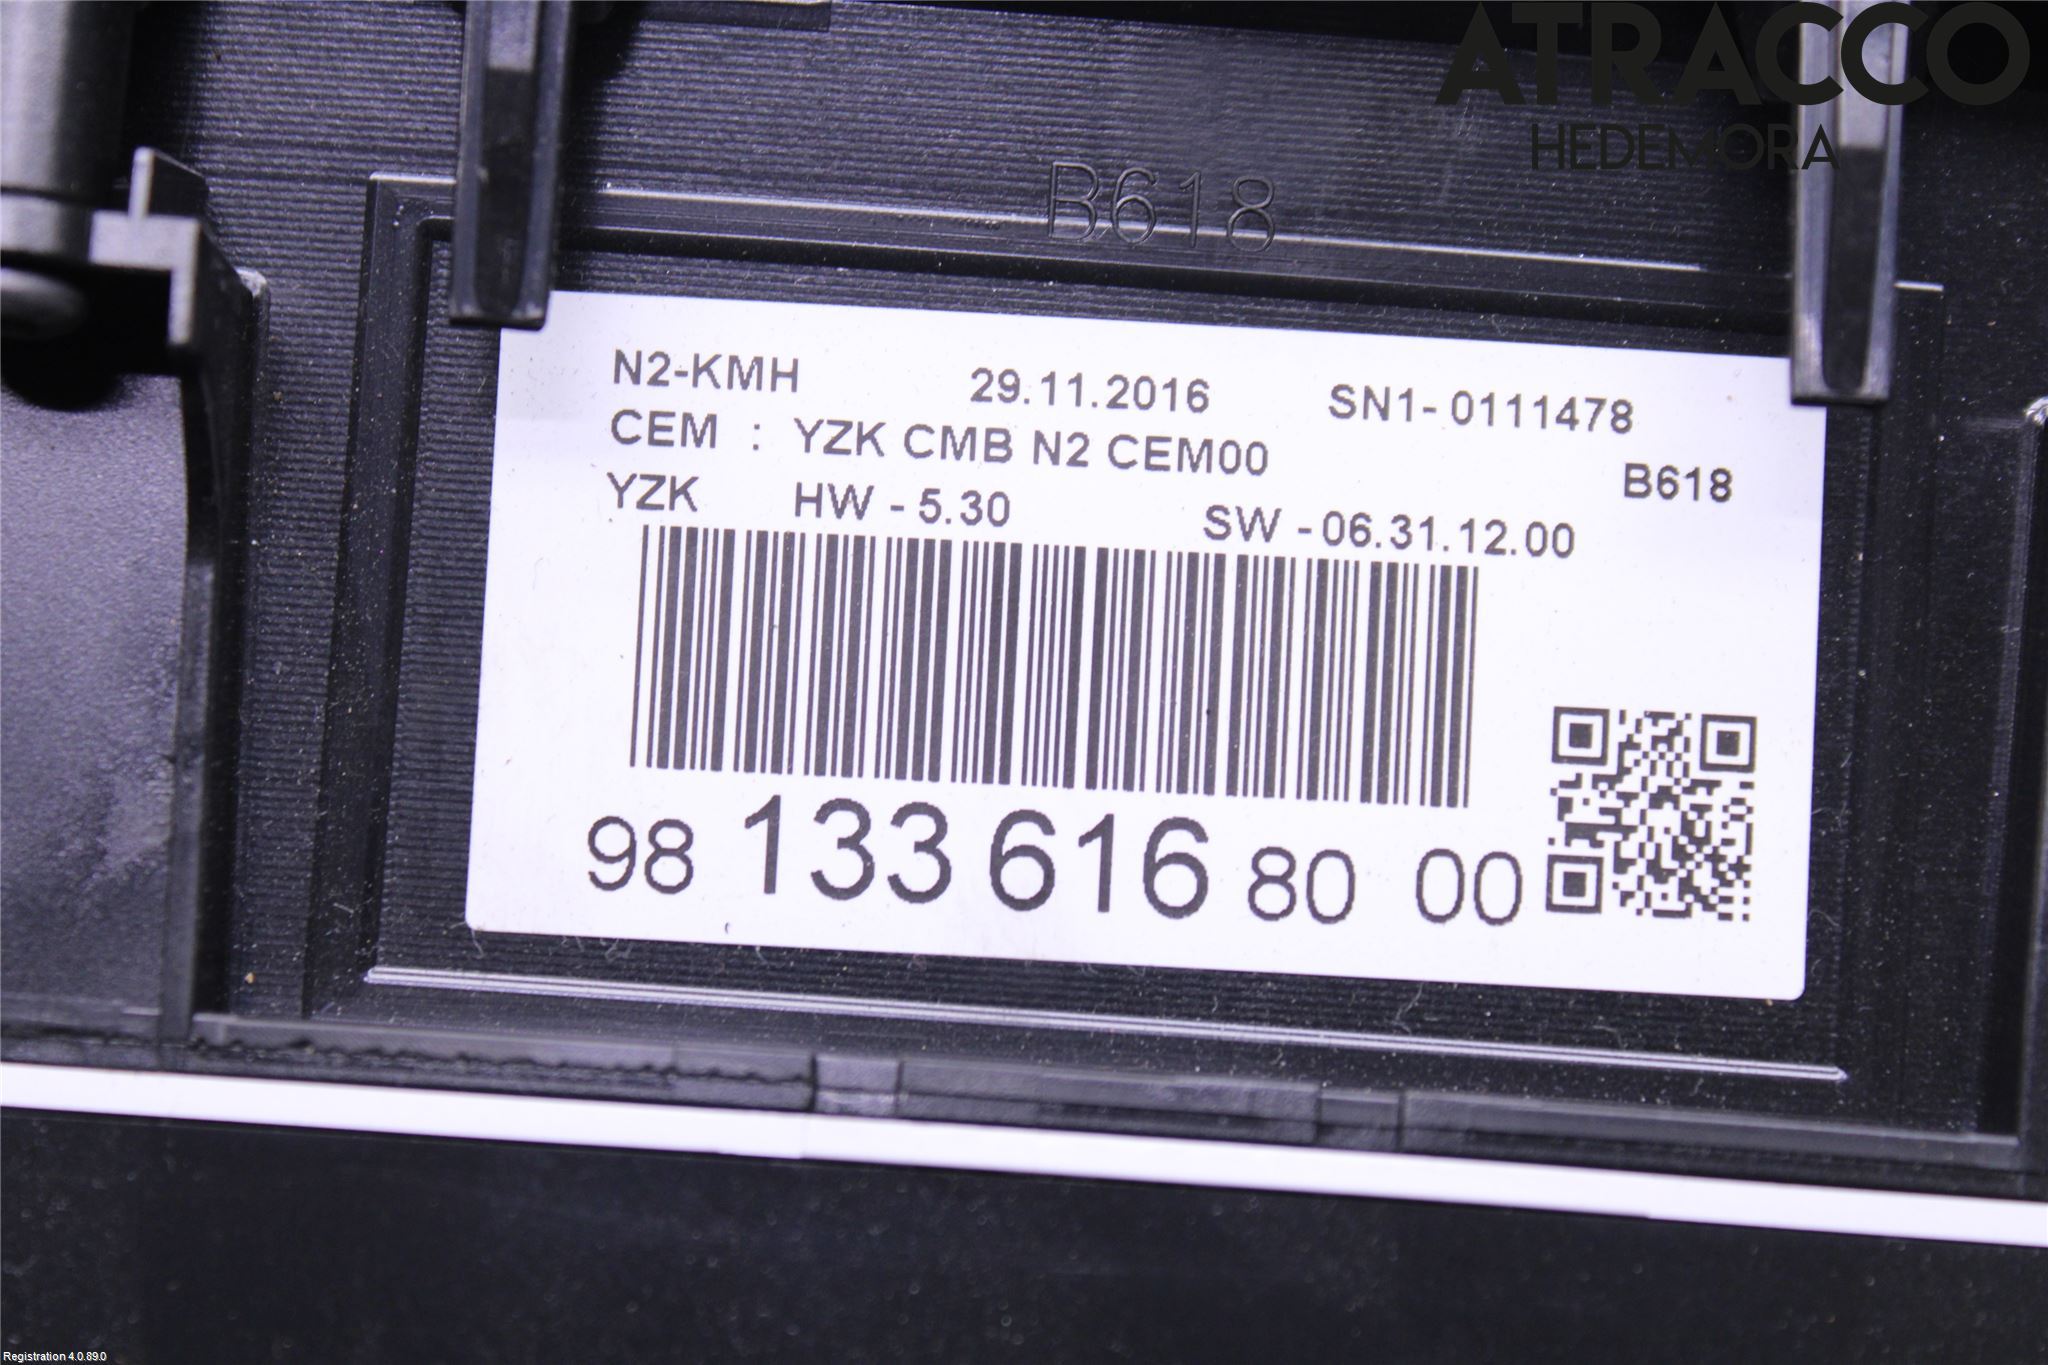 ATRACCO
HEDEMORA
B618
N2-KMH 29.11.2016 SN1-0111478
CEM : YZK CMB N2 CEM00 B618
YZK HW - 5.30 SW -06.31.12.00
98 133 616 80 00
Registration 4.0.89.0